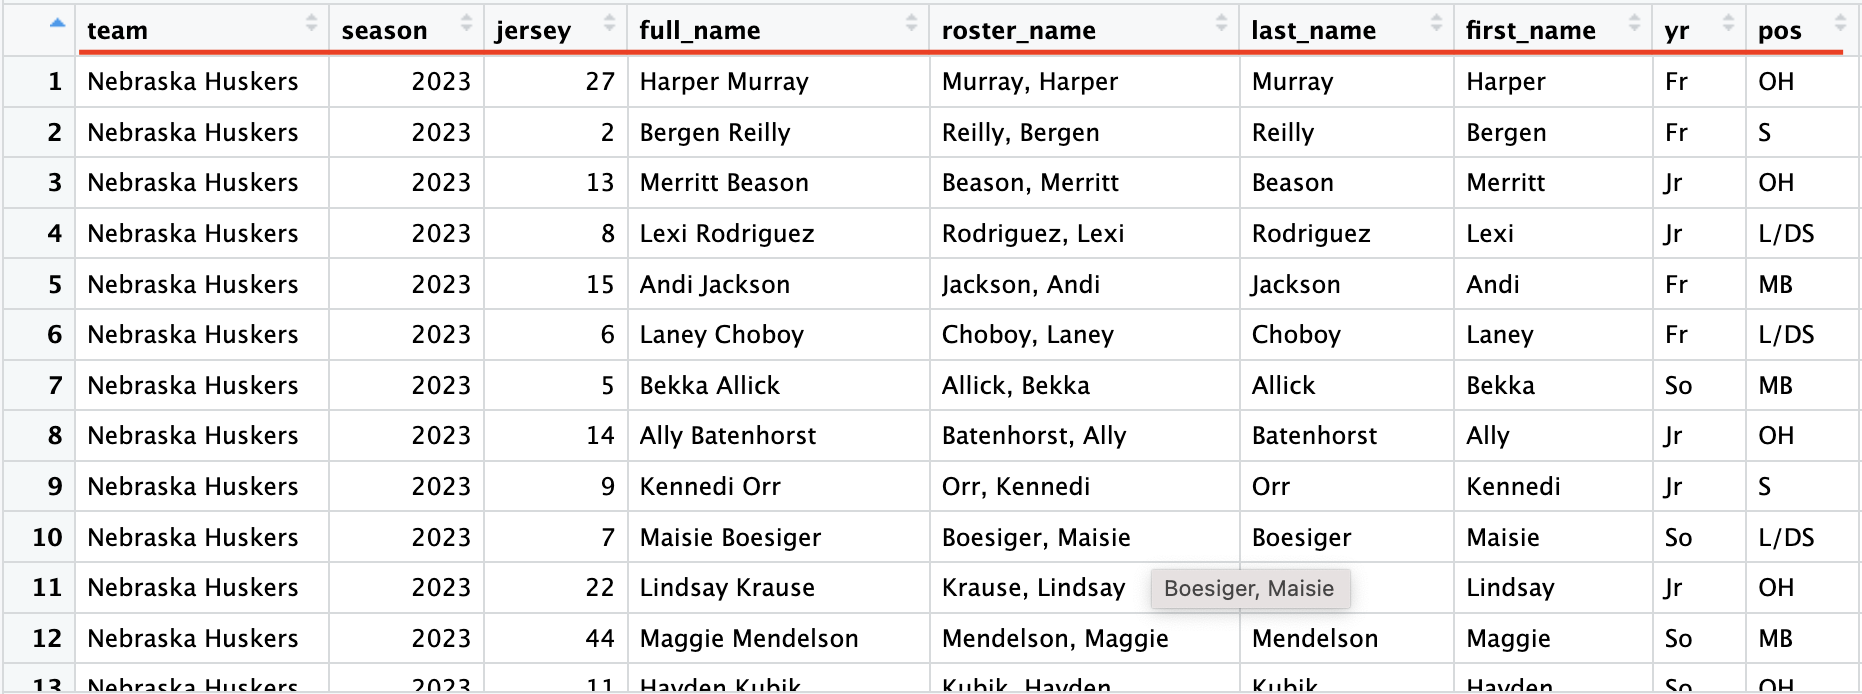 team season jersey full_name roster_name last_name first_name yr pos
1 Nebraska Huskers 2023 27 Harper Murray Murray, Harper Murray Harper Fr OH
2 Nebraska Huskers 2023 2 Bergen Reilly Reilly, Bergen Reilly Bergen Fr S
3 Nebraska Huskers 2023 13 Merritt Beason Beason, Merritt Beason Merritt Jr OH
4 Nebraska Huskers 2023 8 Lexi Rodriguez Rodriguez, Lexi Rodriguez Lexi Jr L/DS
5 Nebraska Huskers 2023 15 Andi Jackson Jackson, Andi Jackson Andi Fr MB
6 Nebraska Huskers 2023 6 Laney Choboy Choboy, Laney Choboy Laney Fr L/DS
7 Nebraska Huskers 2023 5 Bekka Allick Allick, Bekka Allick Bekka So MB
8 Nebraska Huskers 2023 14 Ally Batenhorst Batenhorst, Ally Batenhorst Ally Jr OH
9 Nebraska Huskers 2023 9 Kennedi Orr Orr, Kennedi Orr Kennedi Jr S
10 Nebraska Huskers 2023 7 Maisie Boesiger Boesiger, Maisie Boesiger Maisie So L/DS
11 Nebraska Huskers 2023 22 Lindsay Krause Krause, Lindsay Boesiger, Maisie Lindsay Jr OH
12 Nebraska Huskers 2023 44 Maggie Mendelson Mendelson, Maggie Mendelson Maggie So MB
13 Nebraska Huskers 2023 11 Hayden Kubik Kubik, Hayden Kubik Hayden So OH